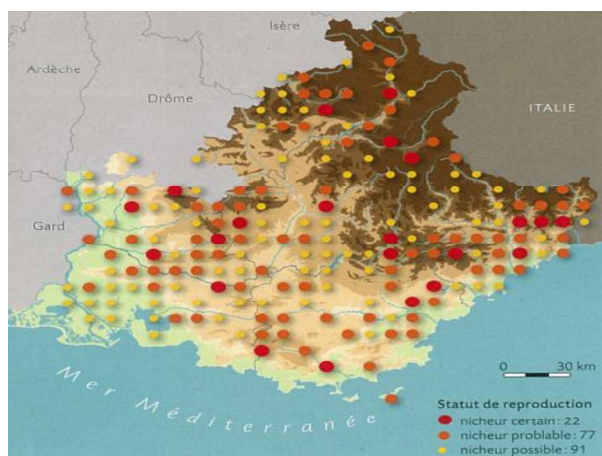 Isère
Ardèche
Drôme
ITALIE
Gard
Mer Méditerranée
0 30 km
Statut de reproduction
nicheur certain : 22
nicheur problable : 77
nicheur possible : 91